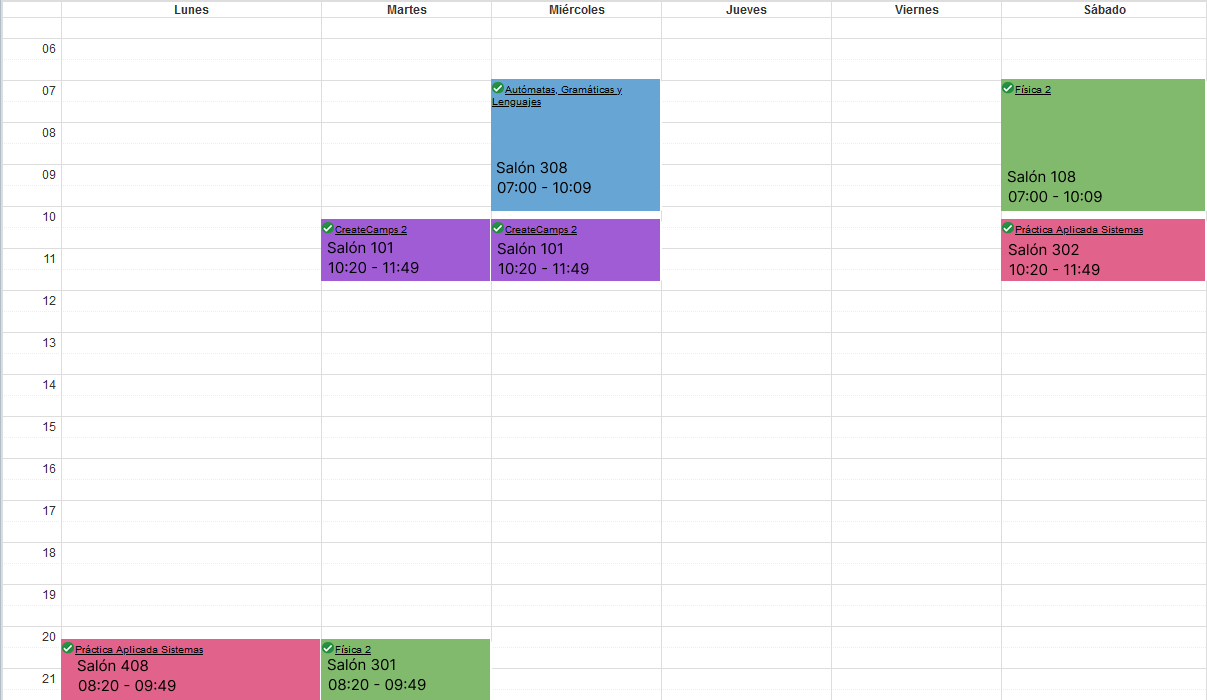 Lunes Martes Miércoles Jueves Viernes Sábado
06
07
Autómatas, Gramáticas y
Lenguajes
Física 2
08
Salón 308
09
Salón 108
07:00 - 10:09
07:00 - 10:09
10
CreateCamps 2
CreateCamps 2
Práctica Aplicada Sistemas
Salón 101
Salón 101
Salón 302
11
10:20 - 11:49
10:20 - 11:49
10:20 - 11:49
12
13
14
15
16
17
18
19
20
Práctica Aplicada Sistemas
Física 2
Salón 408
Salón 301
21
08:20 - 09:49
08:20 - 09:49